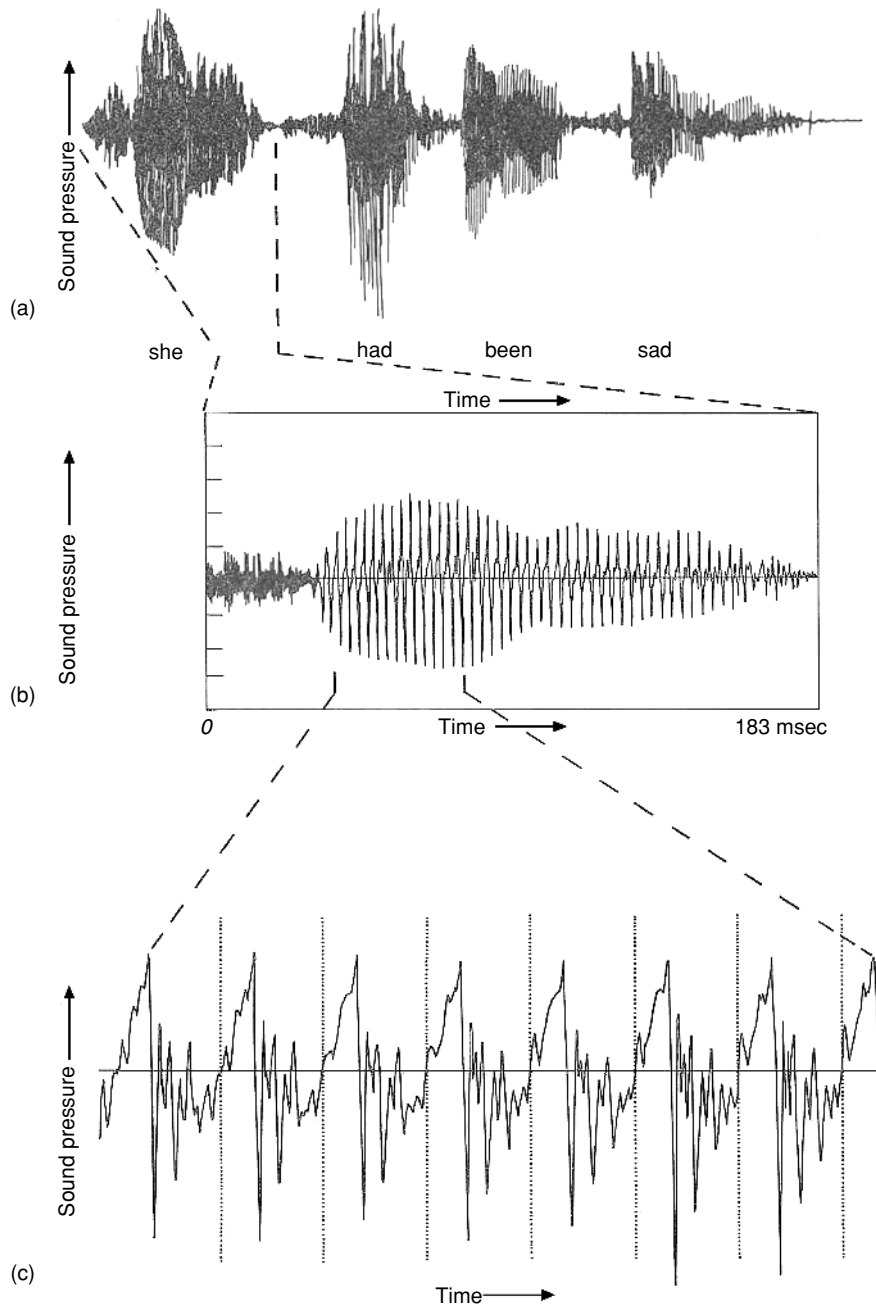 Sound pressure
(a)
she had been sad
Time
Sound pressure
(b)
0 Time 183 msec
Sound pressure
(c)
Time